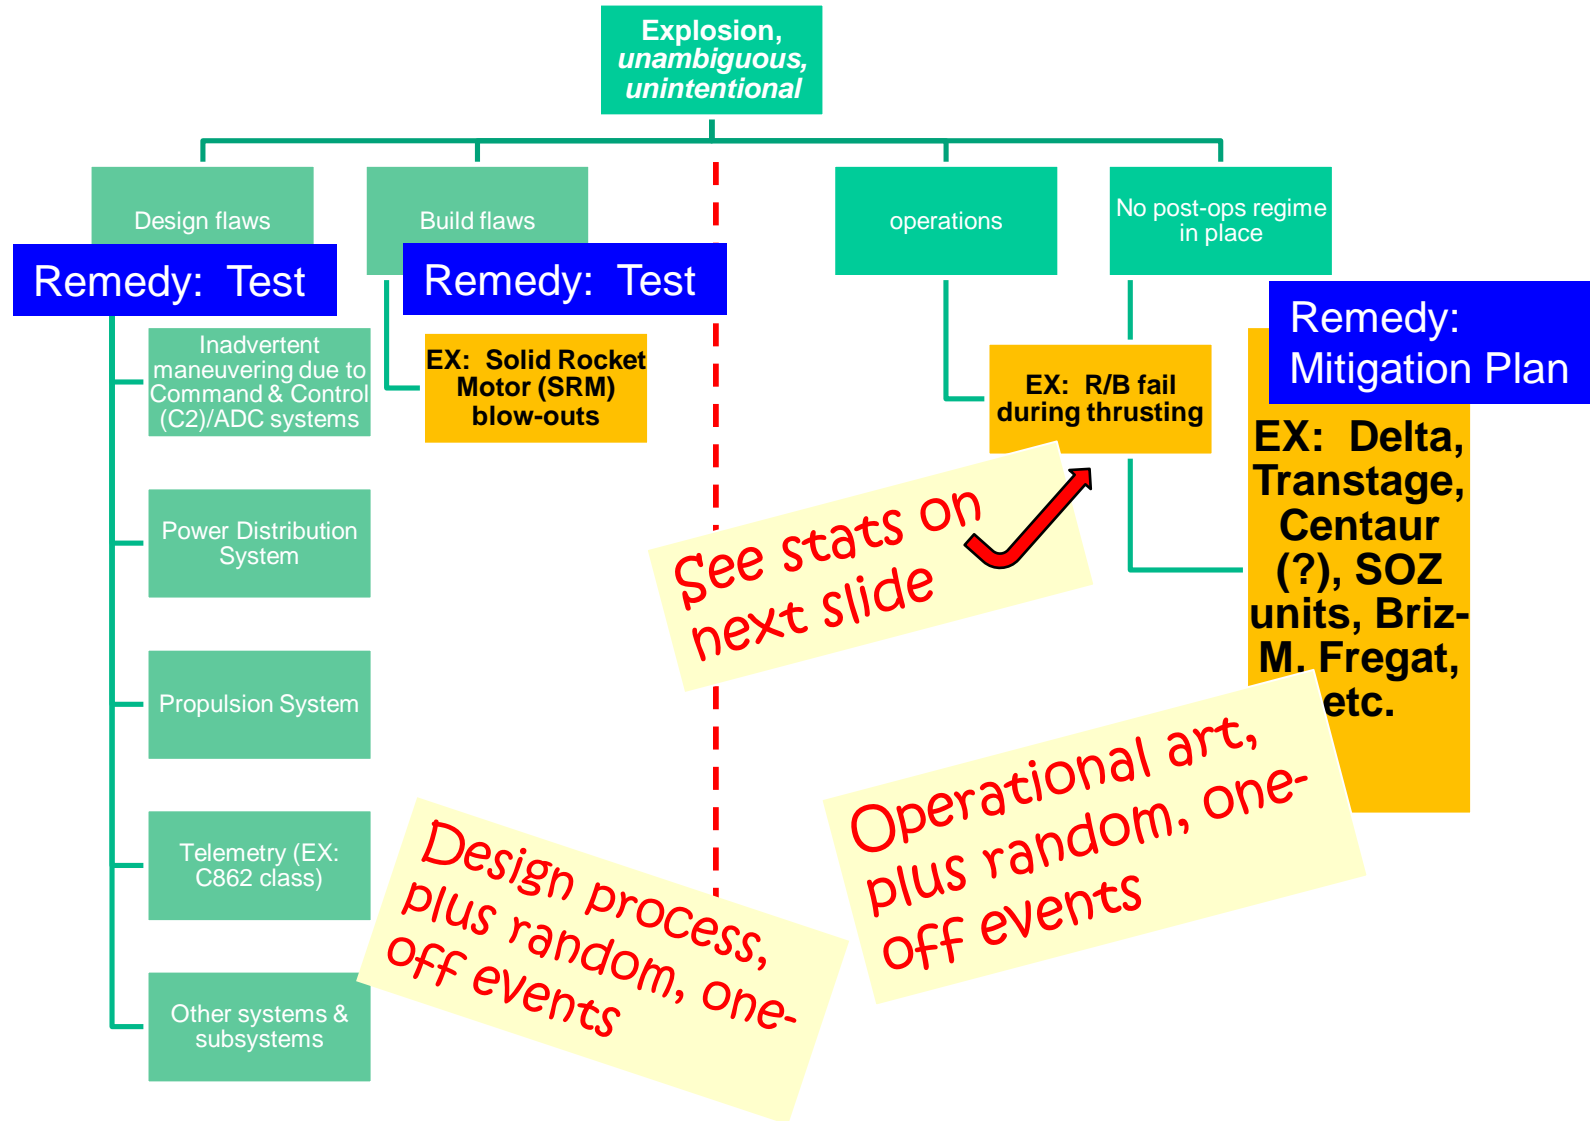 Explosion,
unambiguous,
unintentional
Design flaws
Remedy:  Test
Inadvertent
maneuvering due to
Command & Control
(C2)/ADC systems
Power Distribution
System
Propulsion System
Telemetry (EX:
C862 class)
Other systems &
subsystems
Build flaws
Remedy:  Test
EX:  Solid Rocket
Motor (SRM)
blow-outs
operations
EX:  R/B fail
during thrusting
No post-ops regime
in place
Remedy:
Mitigation Plan
EX:  Delta,
Transtage,
Centaur
(?), SOZ
units, Briz-
M. Fregat,
etc.
See stats on
next slide
Design process,
plus random, one-
off events
Operational art,
plus random, one-
off events